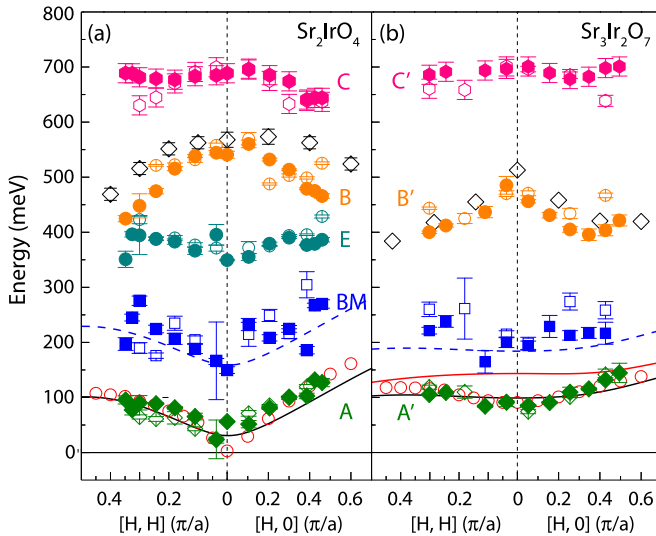 (a) Sr2IrO4
(b) Sr3Ir2O7
Energy (meV)
800
700
600
500
400
300
200
100
0
C
B
E
BM
A
C′
B′
A′
0.4 0.2 0 0.2 0.4 0.6
0.4 0.2 0 0.2 0.4 0.6
[H, H] (π/a) [H, 0] (π/a)
[H, H] (π/a) [H, 0] (π/a)